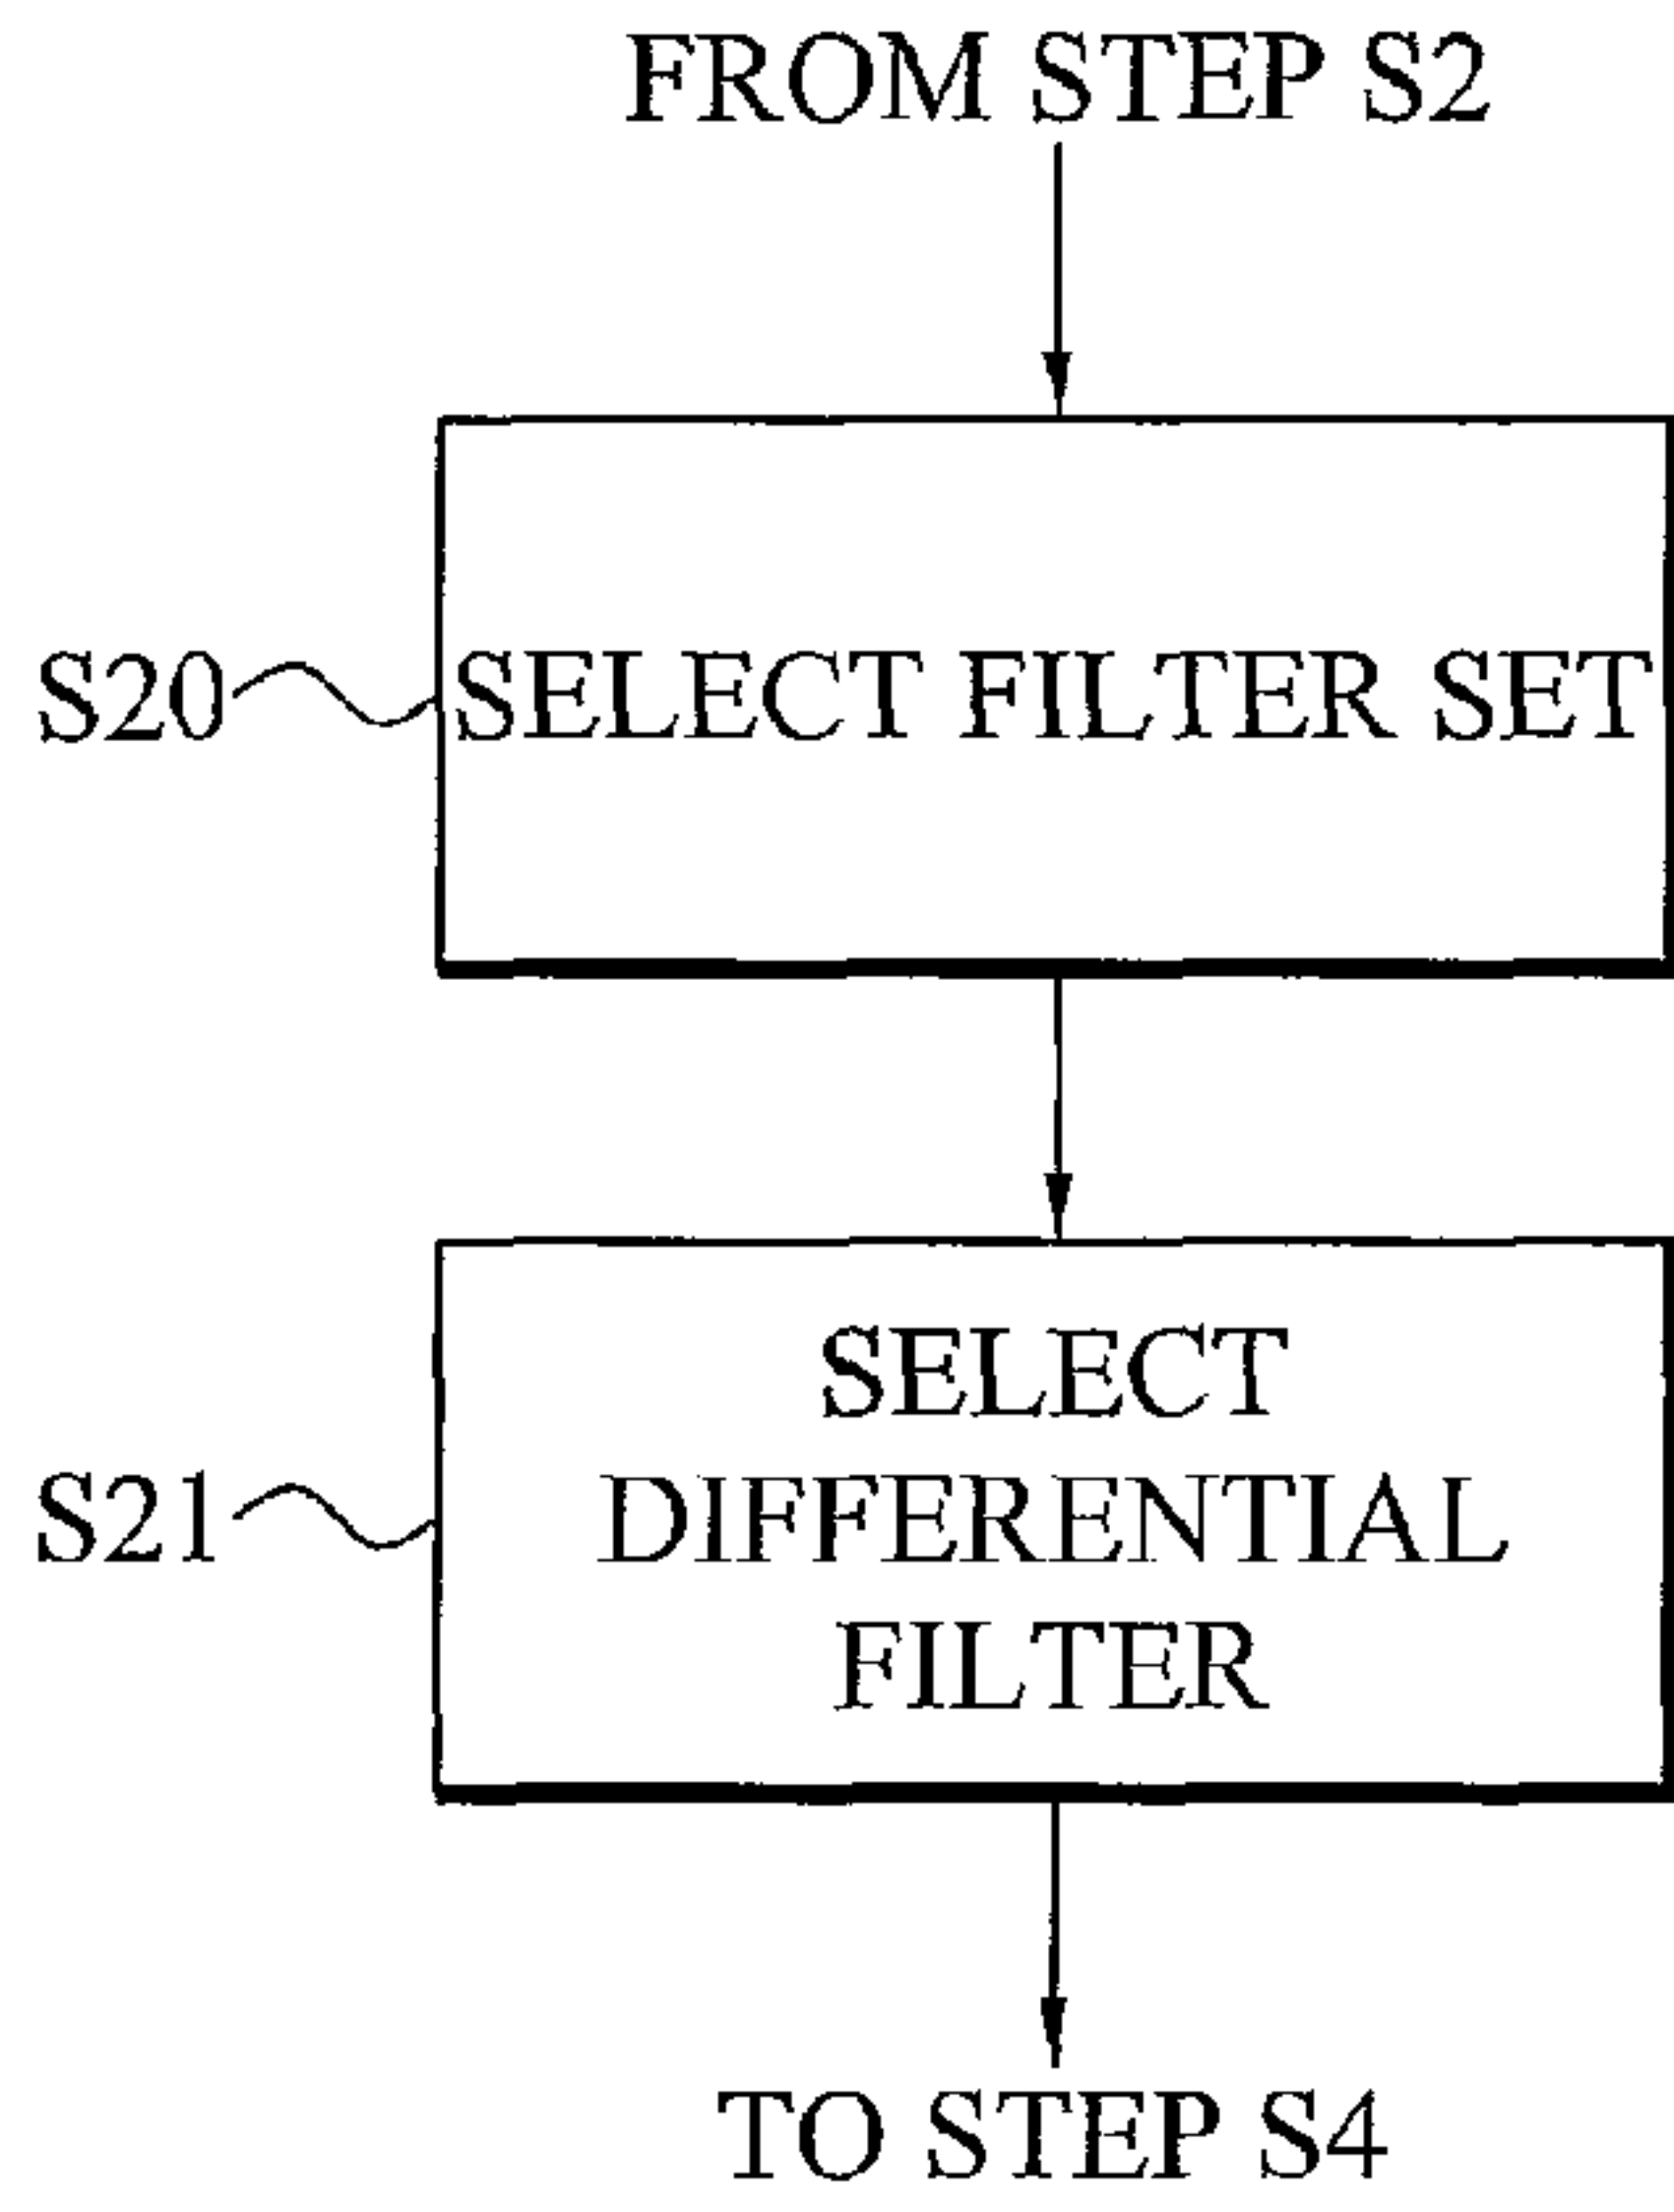 FROM STEP S2
S20
SELECT FILTER SET
SELECT
S21
DIFFERENTIAL
FILTER
TO STEP S4